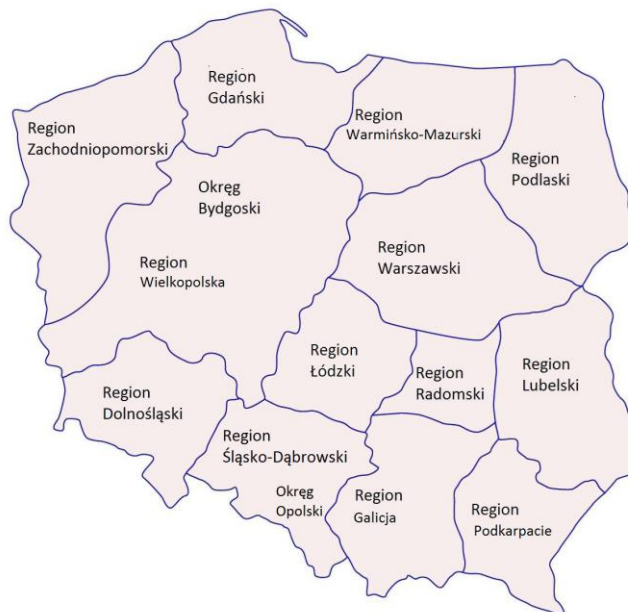 Region
Gdański
Region
Zachodniopomorski
Region
Warmińsko-Mazurski
Region
Podlaski
Okręg
Bydgoski
Region
Wielkopolska
Region
Warszawski
Region
Łódzki
Region
Radomski
Region
Lubelski
Region
Dolnośląski
Region
Śląsko-Dąbrowski
Okręg
Opolski
Region
Galicja
Region
Podkarpacie